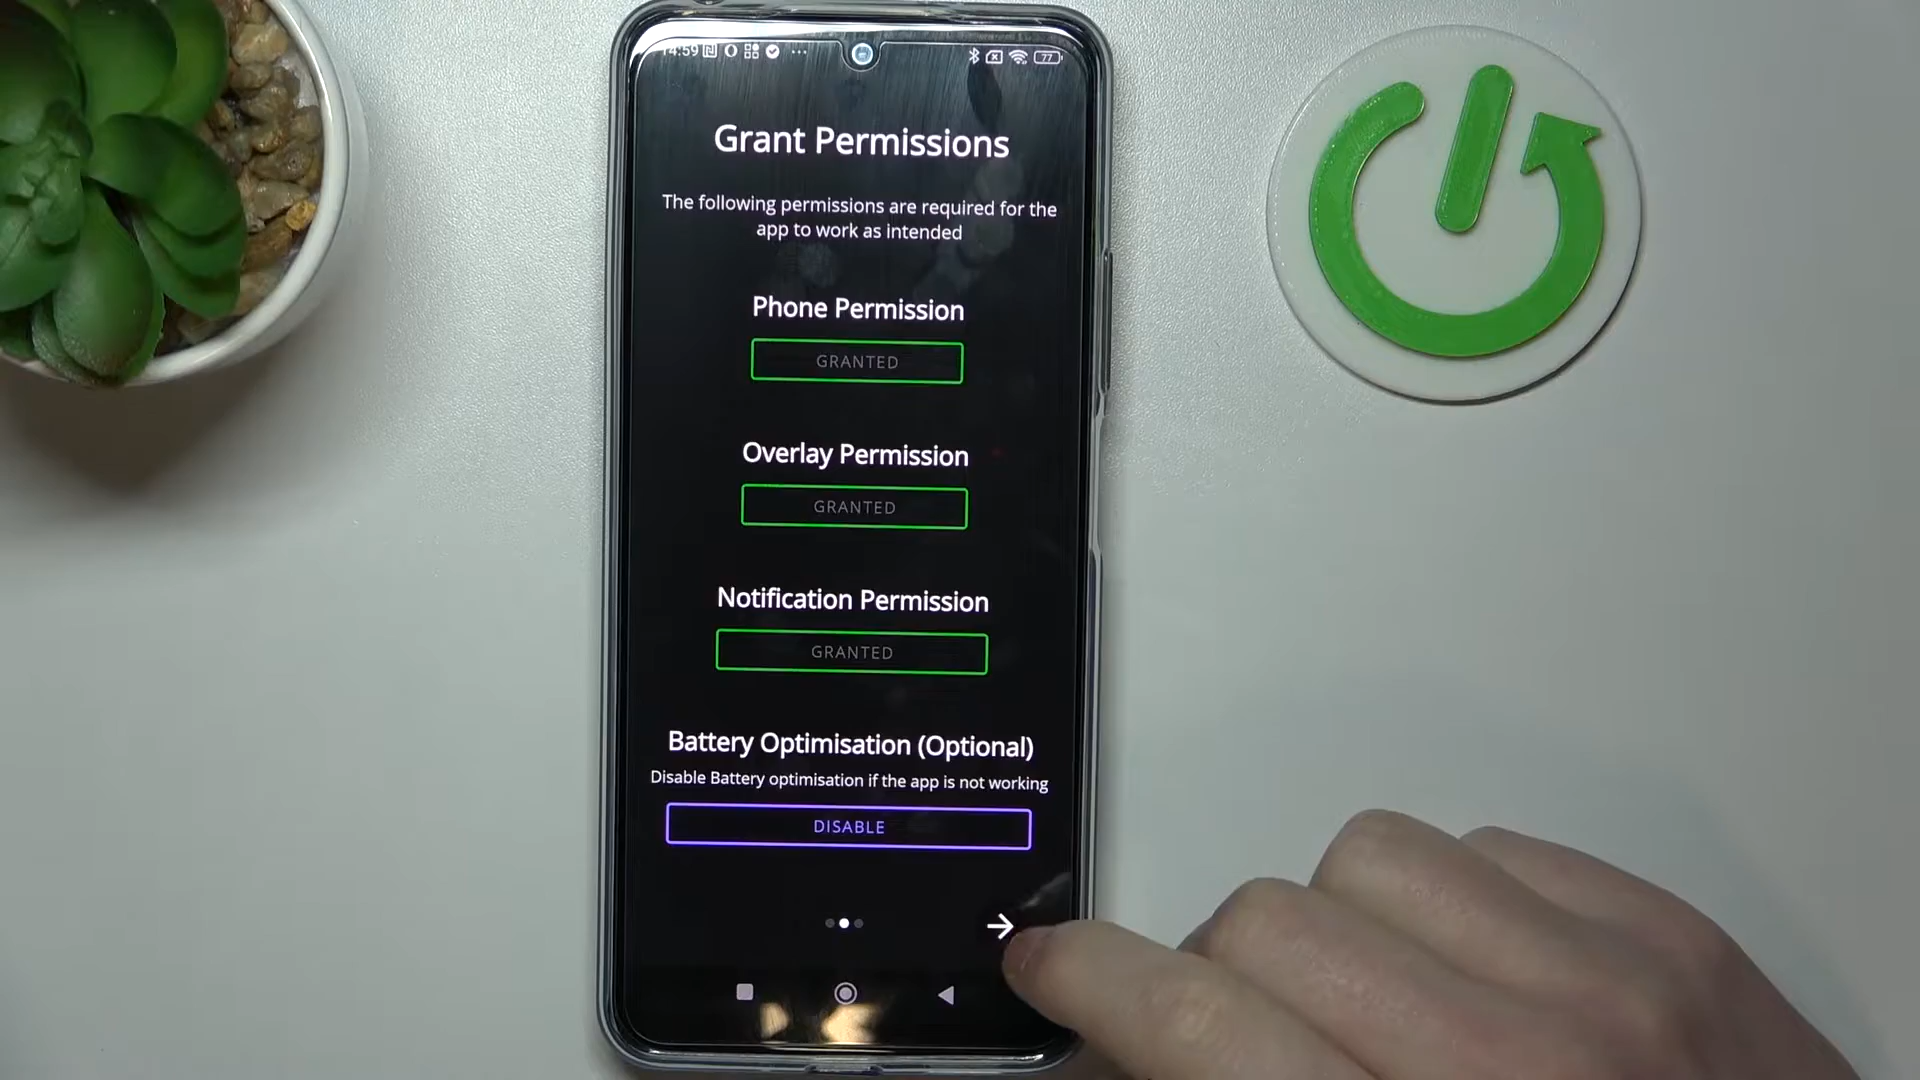 14:59
77
Grant Permissions
The following permissions are required for the
app to work as intended
Phone Permission
GRANTED
Overlay Permission
GRANTED
Notification Permission
GRANTED
Battery Optimisation (Optional)
Disable Battery optimisation if the app is not working
DISABLE